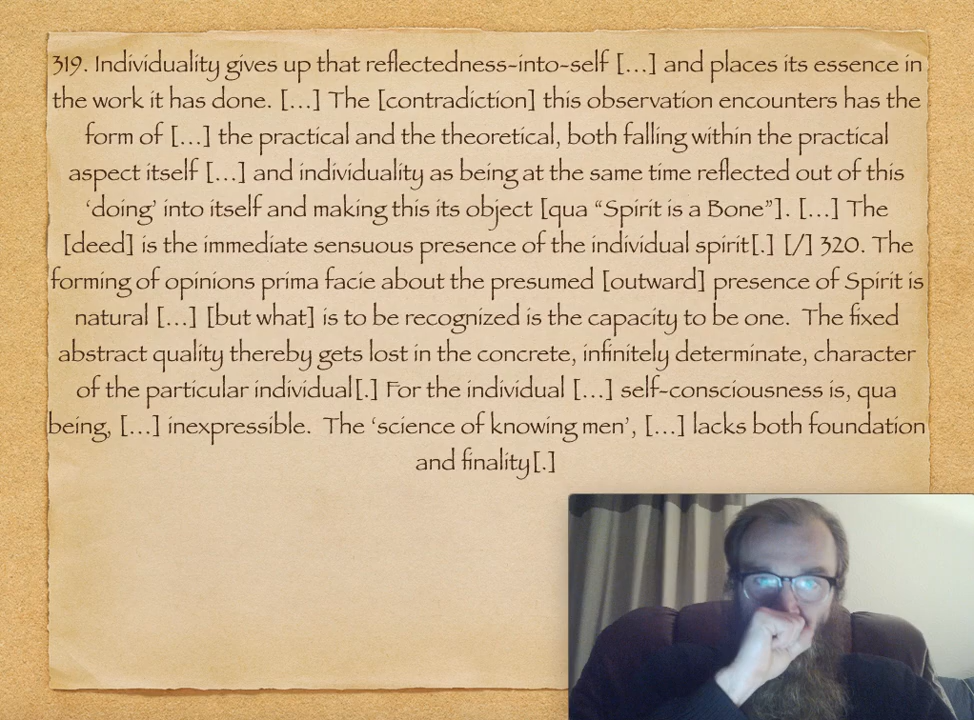 319. Individuality gives up that reflectedness-into-self […] and places its essence in
the work it has done. […] The [contradiction] this observation encounters has the
form of […] the practical and the theoretical, both falling within the practical
aspect itself […] and individuality as being at the same time reflected out of this
‘doing’ into itself and making this its object [qua “Spirit is a Bone”]. […] The
[deed] is the immediate sensuous presence of the individual spirit[.] [/] 320. The
forming of opinions prima facie about the presumed [outward] presence of Spirit is
natural […] [but what] is to be recognized is the capacity to be one. The fixed
abstract quality thereby gets lost in the concrete, infinitely determinate, character
of the particular individual[.] For the individual […] self-consciousness is, qua
being, […] inexpressible. The ‘science of knowing men’, […] lacks both foundation
and finality[.]